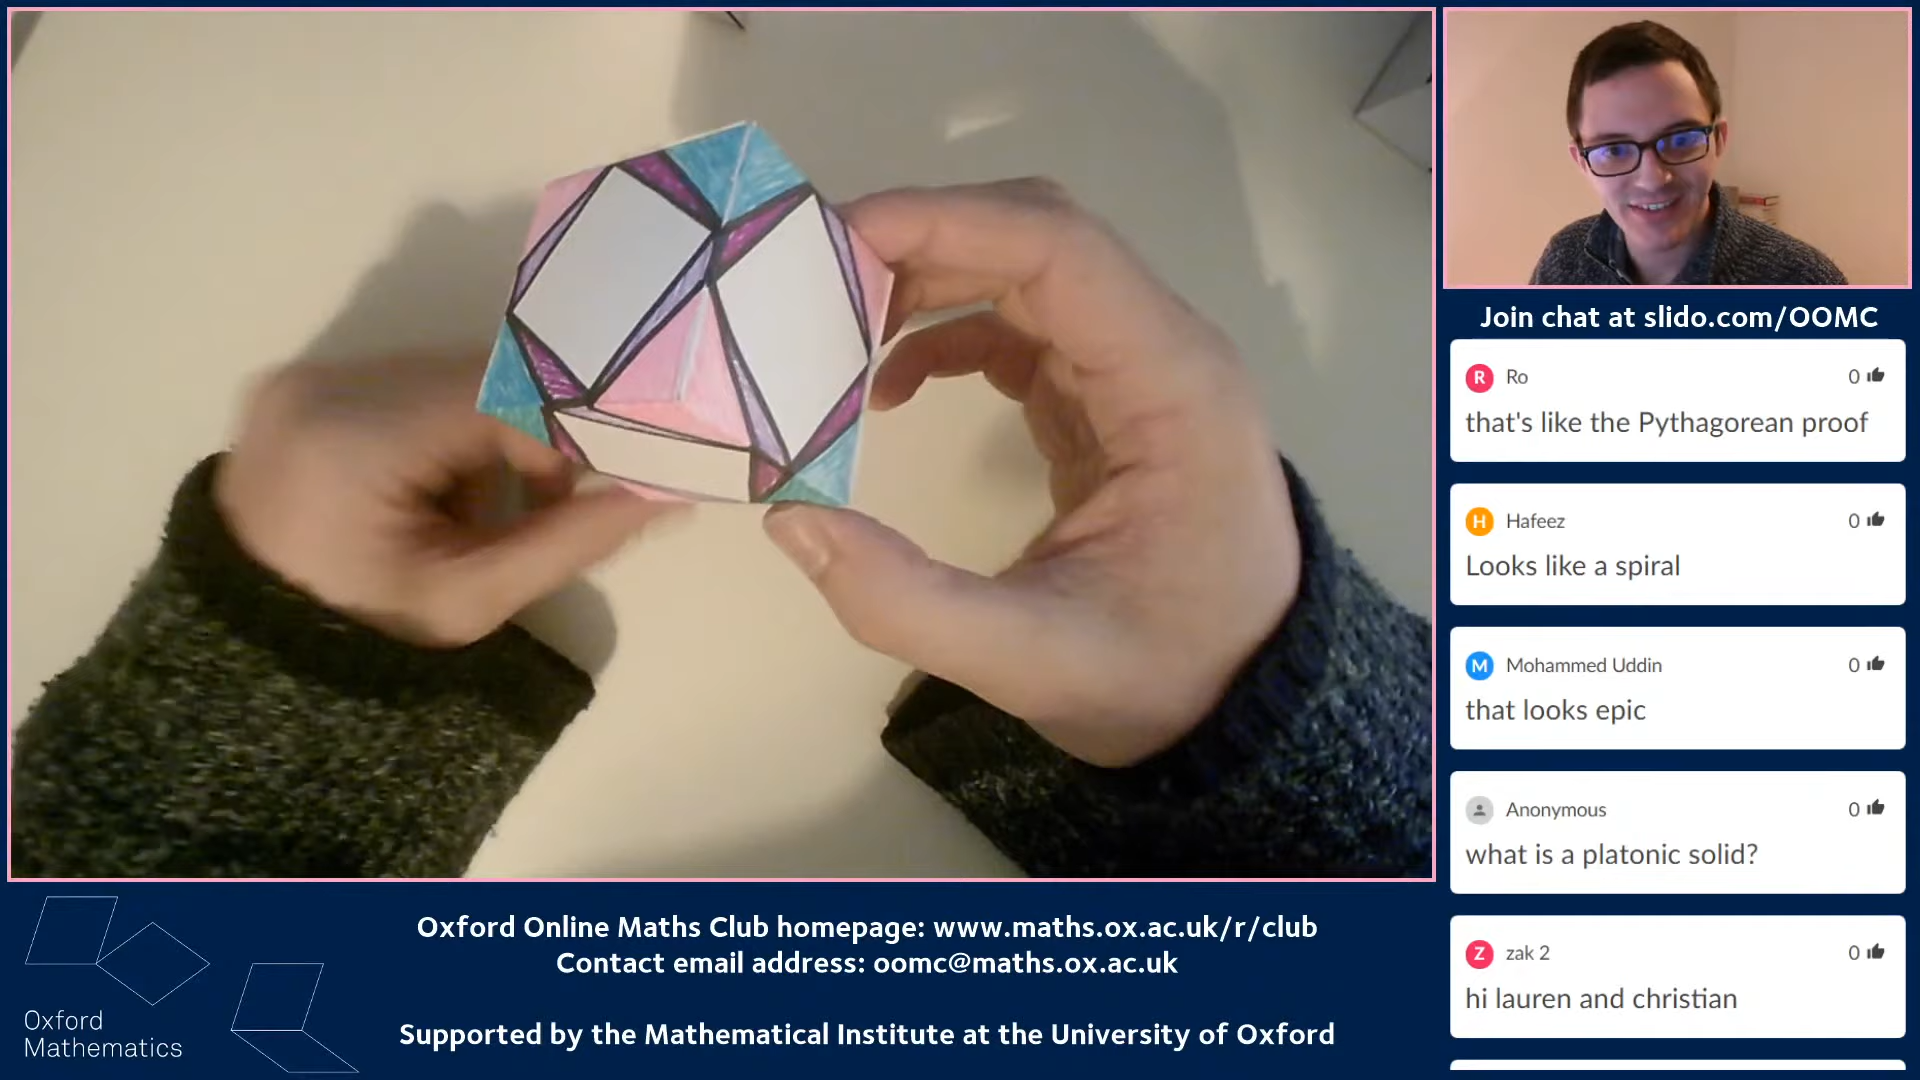 Join chat at slido.com/OOMC
R Ro 0
that's like the Pythagorean proof
H Hafeez 0
Looks like a spiral
M Mohammed Uddin 0
that looks epic
Anonymous 0
what is a platonic solid?
Z zak 2 0
hi lauren and christian
Oxford Online Maths Club homepage: www.maths.ox.ac.uk/r/club
Contact email address: oomc@maths.ox.ac.uk
Supported by the Mathematical Institute at the University of Oxford
Oxford
Mathematics